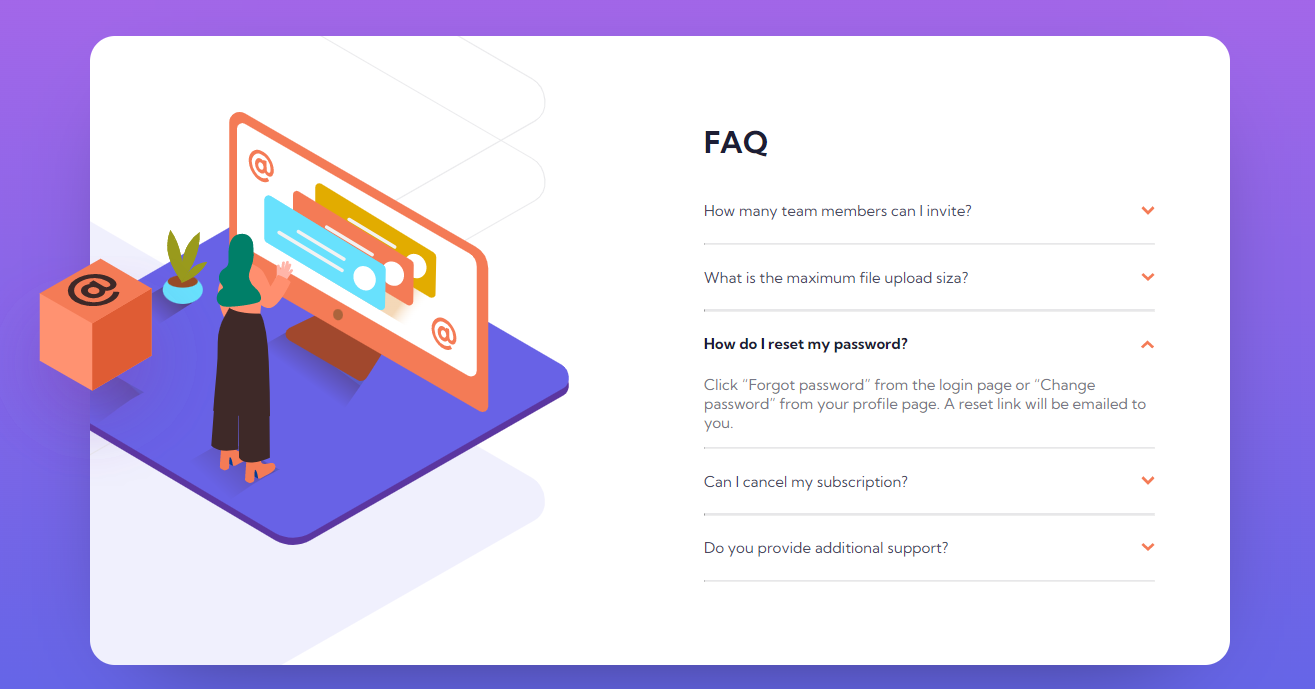 FAQ
How many team members can I invite?
What is the maximum file upload siza?
How do I reset my password?
Click “Forgot password” from the login page or “Change
password” from your profile page. A reset link will be emailed to
you.
Can I cancel my subscription?
Do you provide additional support?
@
@
@